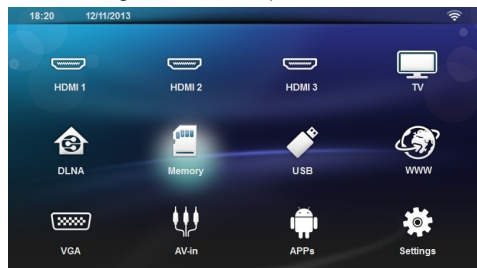 18:20 12/11/2013
HDMI 1 HDMI 2 HDMI 3 TV
DLNA Memory USB WWW
VGA AV-in APPs Settings